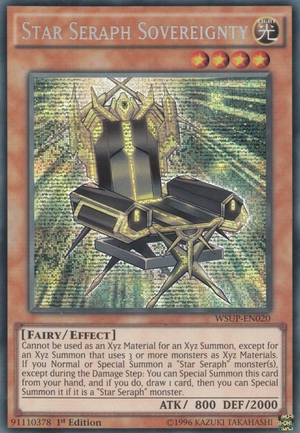 STAR SERAPH SOVEREIGNTY
LIGHT
光
WSUP-EN020
[FAIRY/EFFECT]
Cannot be used as an Xyz Material for an Xyz Summon, except for
an Xyz Summon that uses 3 or more monsters as Xyz Materials.
If you Normal or Special Summon a "Star Seraph" monster(s),
except during the Damage Step: You can Special Summon this card
from your hand, and if you do, draw 1 card, then you can Special
Summon it if it is a "Star Seraph" monster.
ATK/ 800 DEF/2000
91110378 1st Edition ©1996 KAZUKI TAKAHASHI